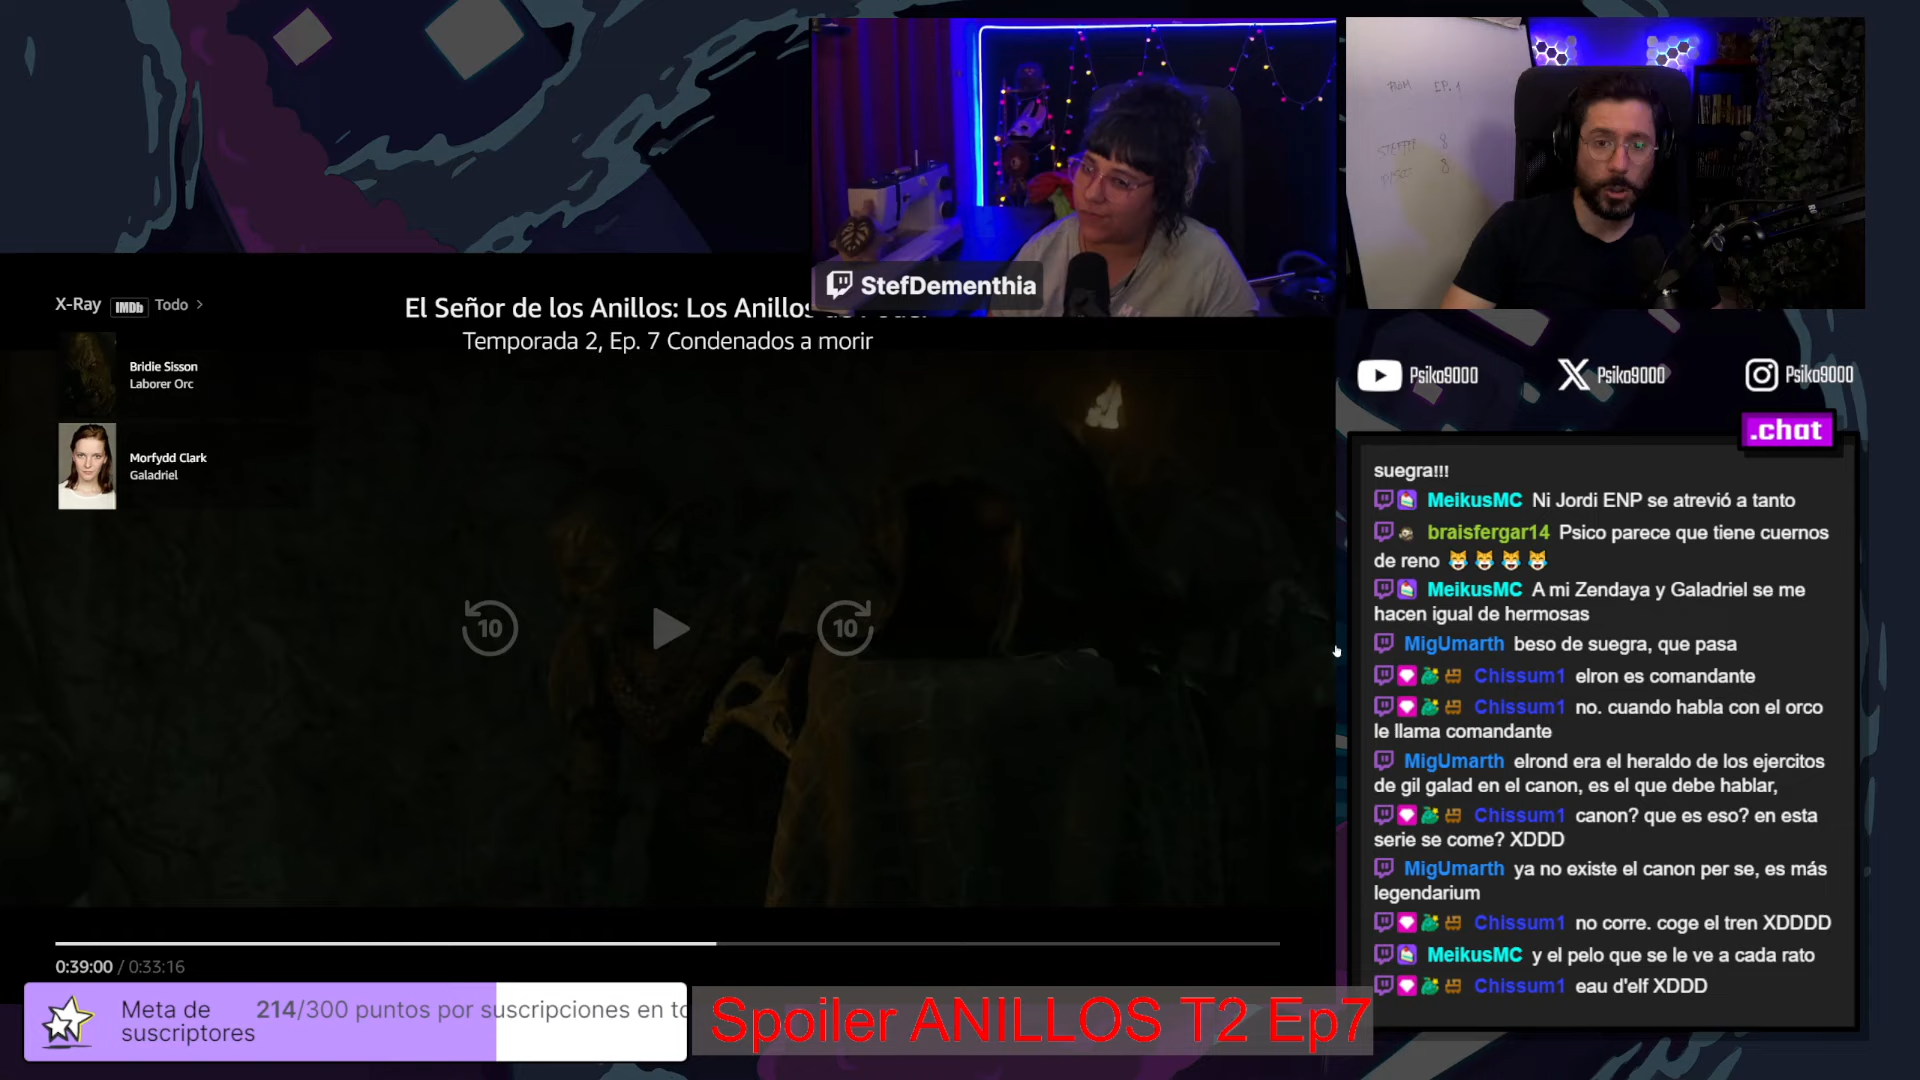 X-Ray IMDb Todo >
El Señor de los Anillos: Los Anillos de Poder
Temporada 2, Ep. 7 Condenados a morir
Bridie Sisson
Laborer Orc
Morfydd Clark
Galadriel
10
10
0:39:00 / 0:33:16
Meta de suscriptores
214/300 puntos por suscripciones en to
Spoiler ANILLOS T2 Ep7
StefDementhia
EP. 1
8
8
Psiko9000
Psiko9000
Psiko9000
.chat
suegra!!!
MeikusMC Ni Jordi ENP se atrevió a tanto
braisfergar14 Psico parece que tiene cuernos
de reno
MeikusMC A mi Zendaya y Galadriel se me
hacen igual de hermosas
MigUmarth beso de suegra, que pasa
Chissum1 elron es comandante
Chissum1 no. cuando habla con el orco
le llama comandante
MigUmarth elrond era el heraldo de los ejercitos
de gil galad en el canon, es el que debe hablar,
Chissum1 canon? que es eso? en esta
serie se come? XDDD
MigUmarth ya no existe el canon per se, es más
legendarium
Chissum1 no corre. coge el tren XDDDD
MeikusMC y el pelo que se le ve a cada rato
Chissum1 eau d'elf XDDD